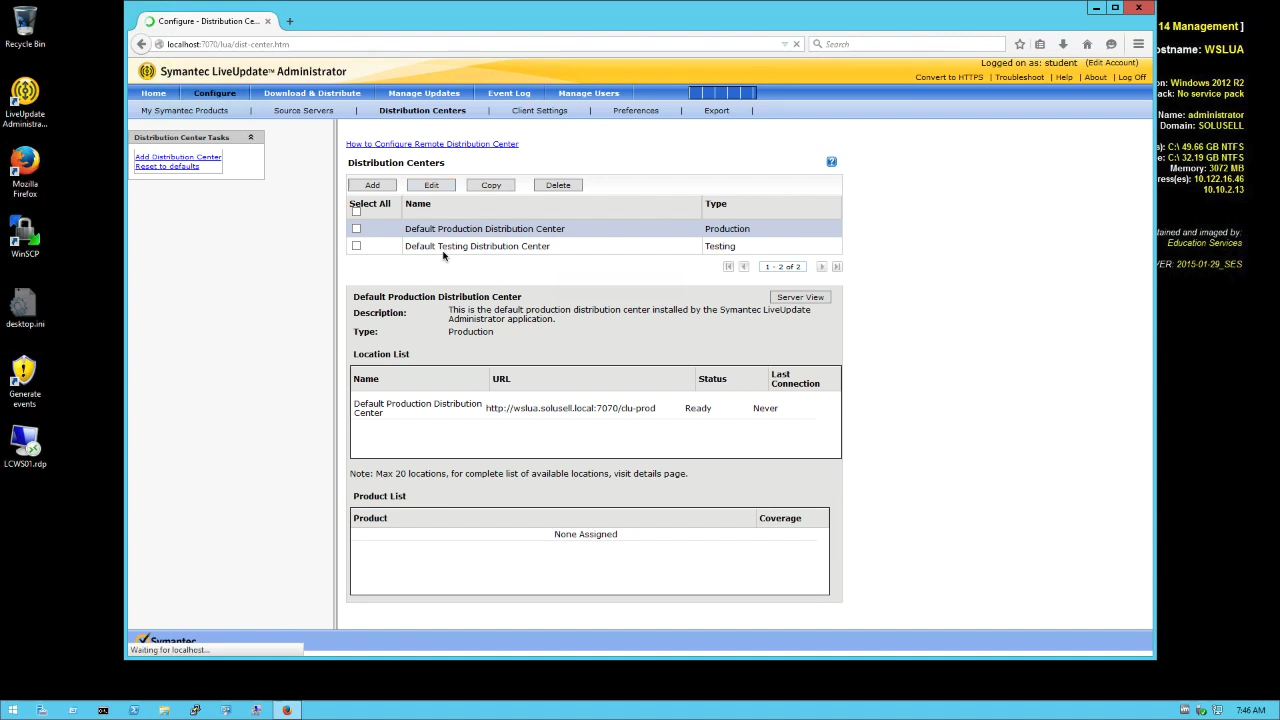 Recycle Bin
LiveUpdate
Administra...
Mozilla
Firefox
WinSCP
desktop.ini
Generate
events
LCWS01.rdp
Configure - Distribution Ce...
localhost:7070/lua/dist-center.htm
Search
Symantec LiveUpdate™ Administrator
Logged on as: student (Edit Account)
Convert to HTTPS | Troubleshoot | Help | About | Log Off
Home Configure Download & Distribute Manage Updates Event Log Manage Users
My Symantec Products | Source Servers | Distribution Centers | Client Settings | Preferences | Export |
Distribution Center Tasks
Add Distribution Center
Reset to defaults
How to Configure Remote Distribution Center
Distribution Centers
Add Edit Copy Delete
Select All Name Type
Default Production Distribution Center Production
Default Testing Distribution Center Testing
1 - 2 of 2
Default Production Distribution Center Server View
Description: This is the default production distribution center installed by the Symantec LiveUpdate
Administrator application.
Type: Production
Location List
Name URL Status Last
Connection
Default Production Distribution
Center http://wslua.solusell.local:7070/clu-prod Ready Never
Note: Max 20 locations, for complete list of available locations, visit details page.
Product List
Product Coverage
None Assigned
Symantec
Waiting for localhost...
14 Management ]
ostname: WSLUA
on: Windows 2012 R2
ack: No service pack
Name: administrator
Domain: SOLUSELL
s): C:\ 49.66 GB NTFS
e: C:\ 32.19 GB NTFS
Memory: 3072 MB
ress(es): 10.122.16.46
10.10.2.13
tained and imaged by:
Education Services
VER: 2015-01-29_SES
7:46 AM